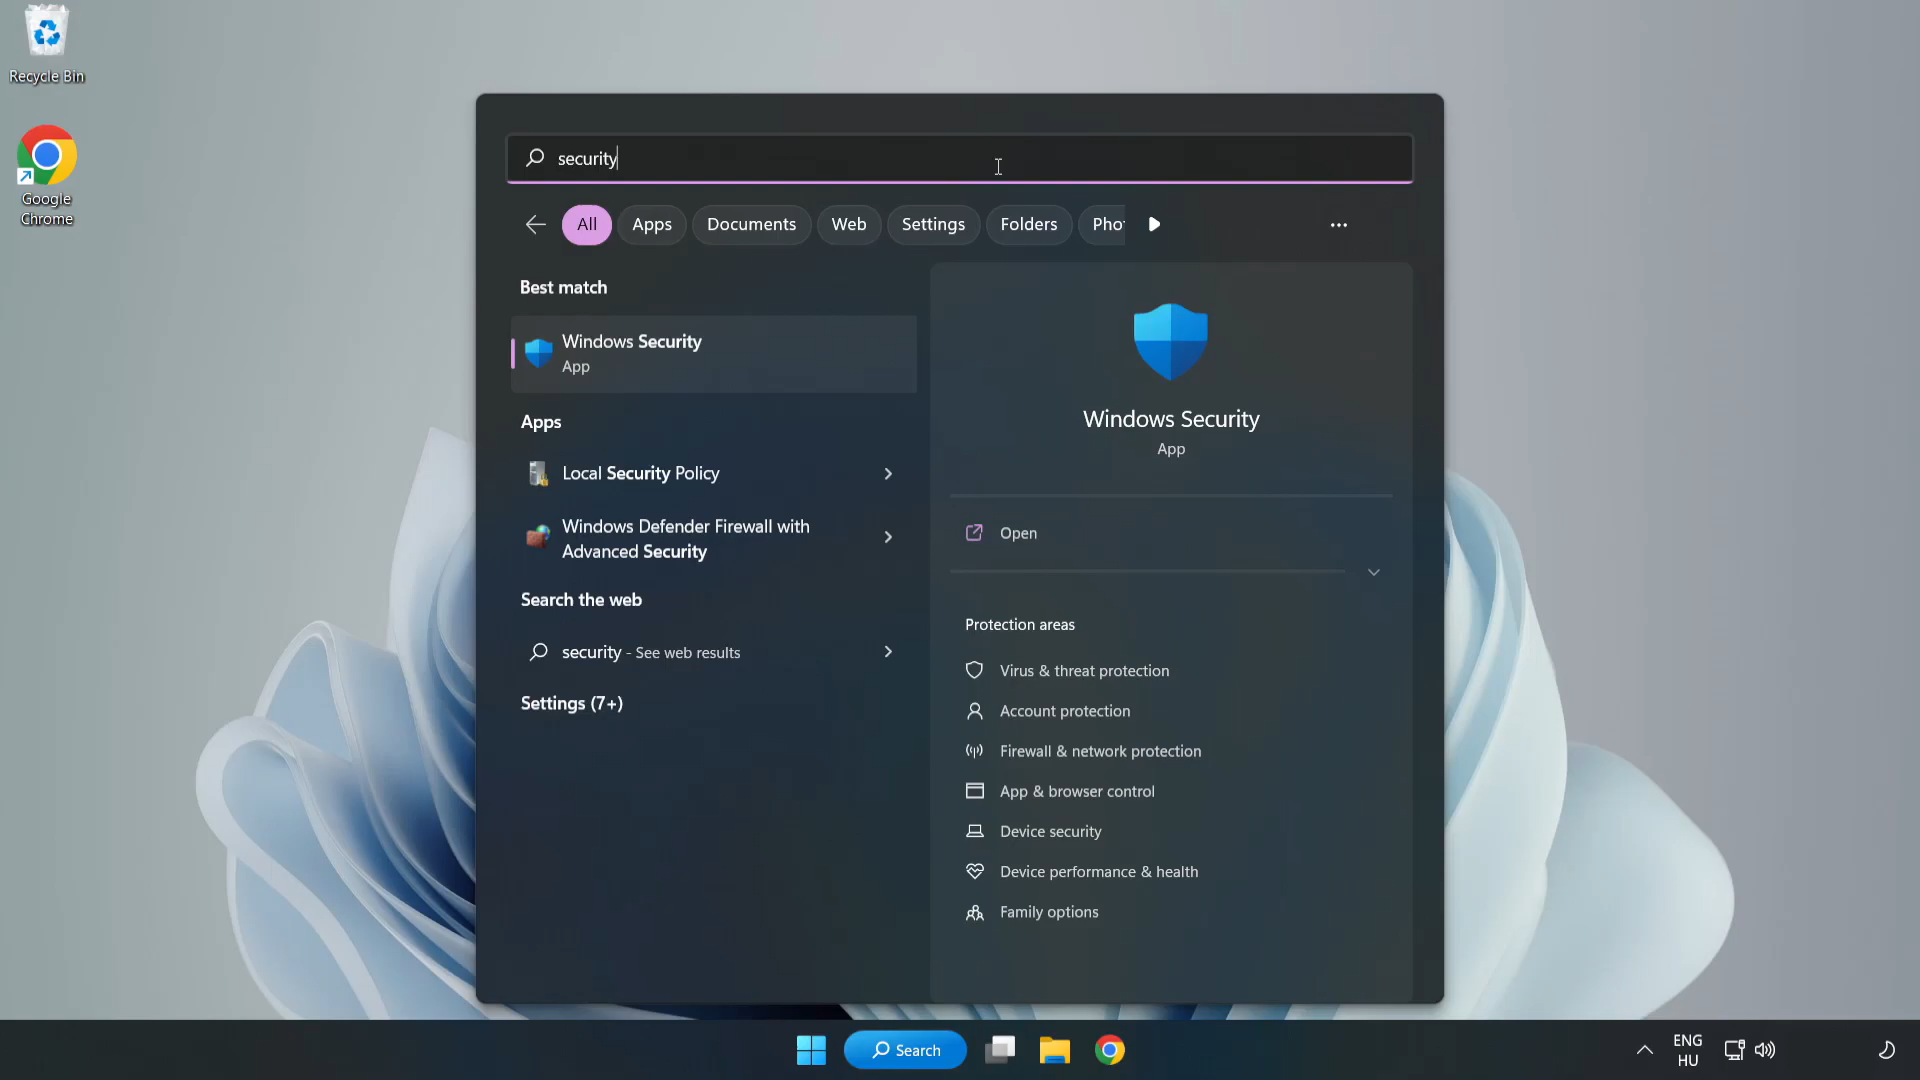 Recycle Bin
Google
Chrome
security
All
Apps
Documents
Web
Settings
Folders
Pho
Best match
Windows Security
App
Apps
Local Security Policy
Windows Defender Firewall with
Advanced Security
Search the web
security - See web results
Settings (7+)
Windows Security
App
Open
Protection areas
Virus & threat protection
Account protection
Firewall & network protection
App & browser control
Device security
Device performance & health
Family options
Search
ENG
HU